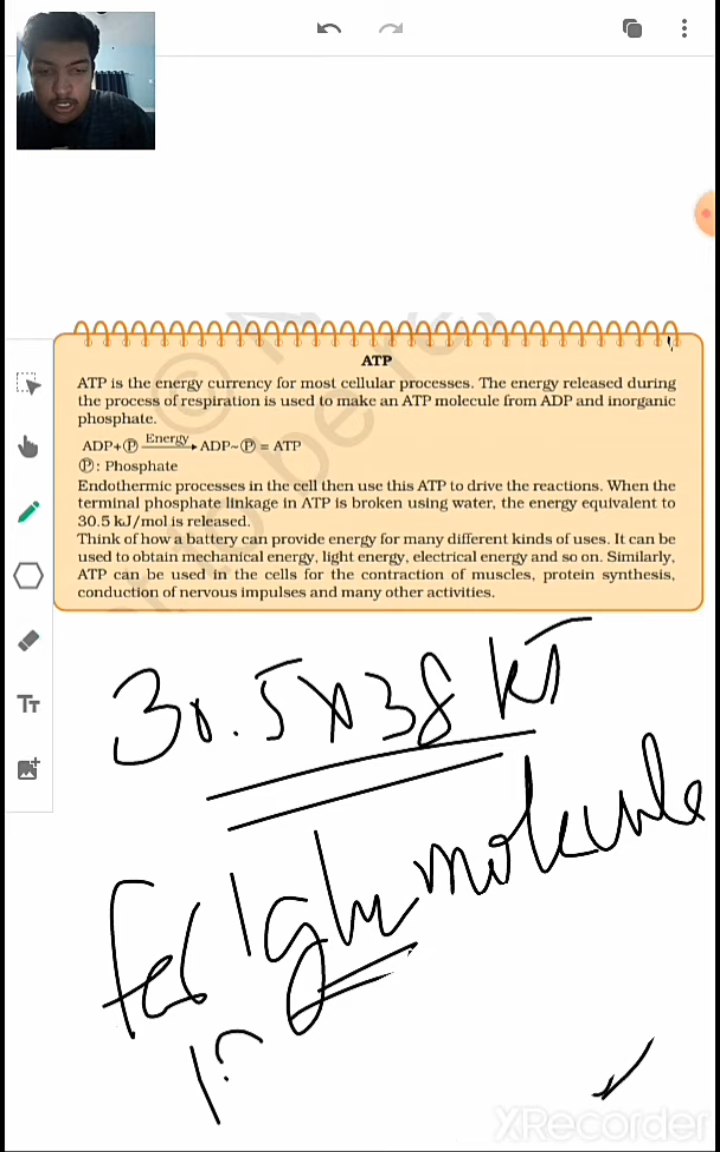 ATP
ATP is the energy currency for most cellular processes. The energy released during
the process of respiration is used to make an ATP molecule from ADP and inorganic
phosphate.
ADP+Ⓟ Energy→ ADP~Ⓟ = ATP
Ⓟ: Phosphate
Endothermic processes in the cell then use this ATP to drive the reactions. When the
terminal phosphate linkage in ATP is broken using water, the energy equivalent to
30.5 kJ/mol is released.
Think of how a battery can provide energy for many different kinds of uses. It can be
used to obtain mechanical energy, light energy, electrical energy and so on. Similarly,
ATP can be used in the cells for the contraction of muscles, protein synthesis,
conduction of nervous impulses and many other activities.
30.5 x 38 kJ
for 1 glu molecule
TT
XRecorder